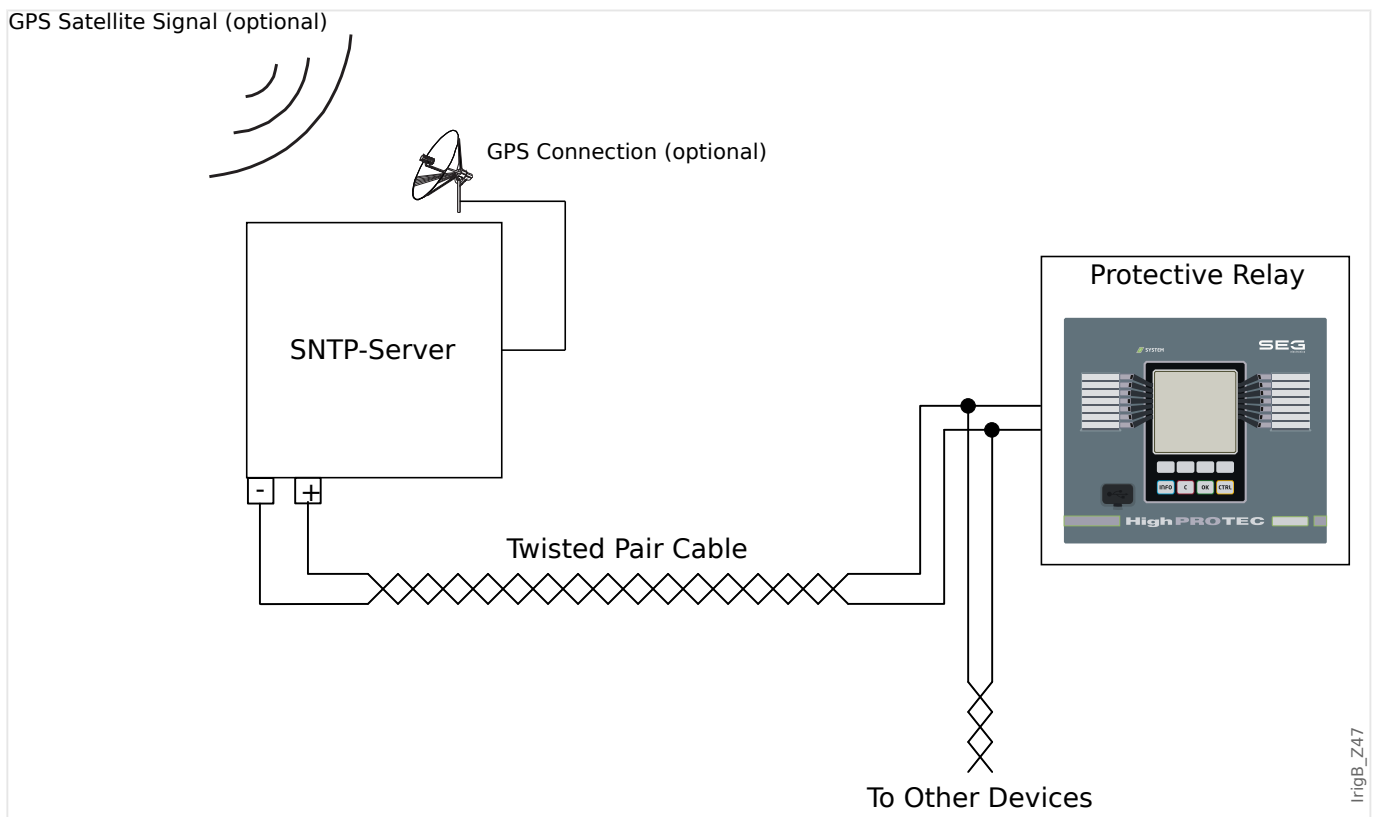 GPS Satellite Signal (optional)
GPS Connection (optional)
SNTP-Server
- +
Twisted Pair Cable
Protective Relay
SYSTEM
SEG
INFO C OK CTRL
HighPROTEC
To Other Devices
IrigB_Z47